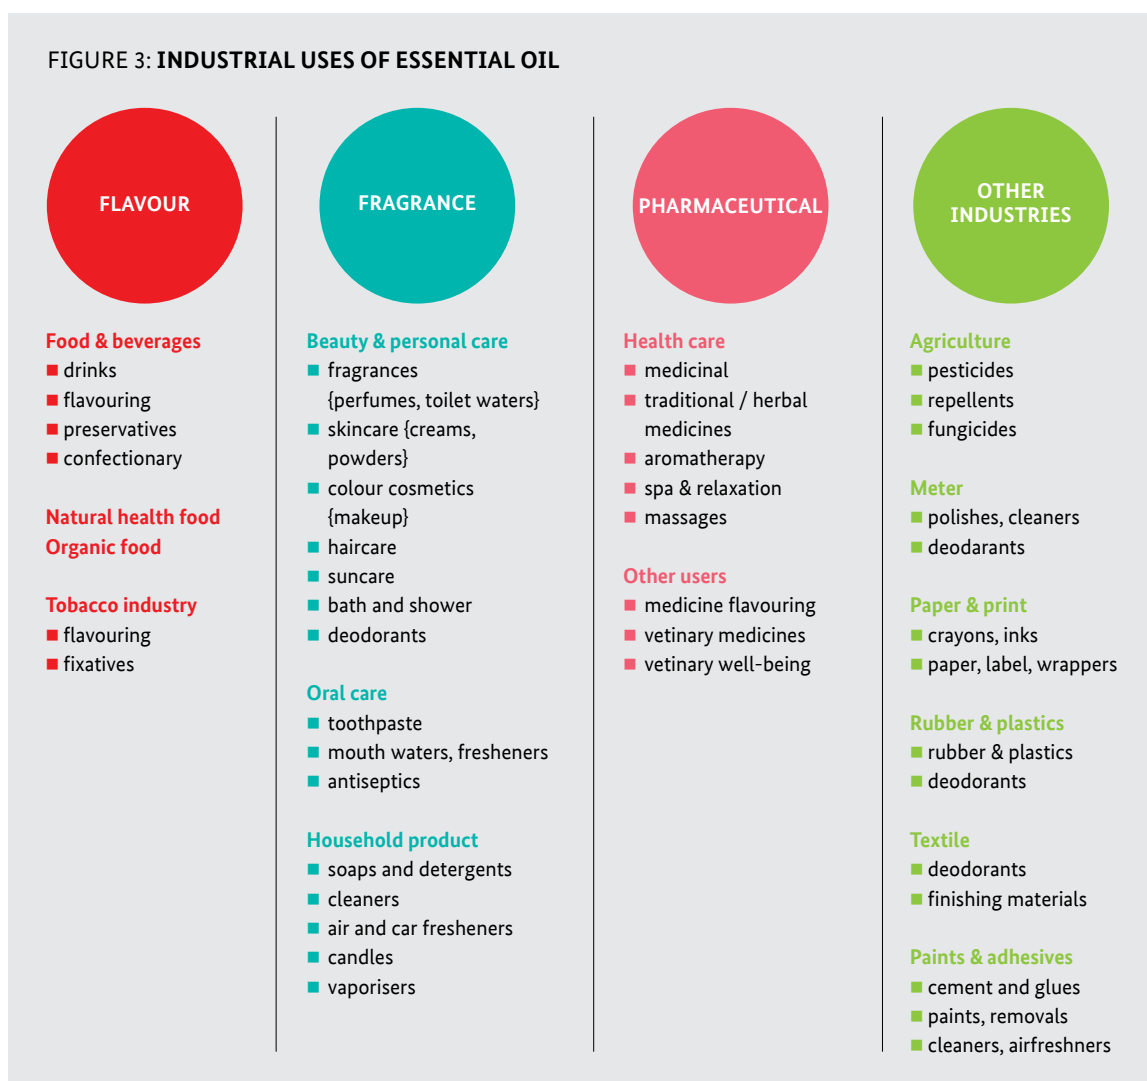 FIGURE 3: INDUSTRIAL USES OF ESSENTIAL OIL
FLAVOUR
Food & beverages
drinks
flavouring
preservatives
confectionary
Natural health food
Organic food
Tobacco industry
flavouring
fixatives
FRAGRANCE
Beauty & personal care
fragrances
{perfumes, toilet waters}
skincare {creams,
powders}
colour cosmetics
{makeup}
haircare
suncare
bath and shower
deodorants
Oral care
toothpaste
mouth waters, fresheners
antiseptics
Household product
soaps and detergents
cleaners
air and car fresheners
candles
vaporisers
PHARMACEUTICAL
Health care
medicinal
traditional / herbal
medicines
aromatherapy
spa & relaxation
massages
Other users
medicine flavouring
vetinary medicines
vetinary well-being
OTHER
INDUSTRIES
Agriculture
pesticides
repellents
fungicides
Meter
polishes, cleaners
deodarants
Paper & print
crayons, inks
paper, label, wrappers
Rubber & plastics
rubber & plastics
deodorants
Textile
deodorants
finishing materials
Paints & adhesives
cement and glues
paints, removals
cleaners, airfreshners